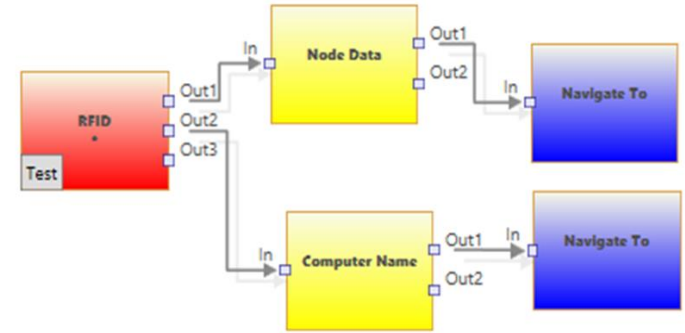 RFID
*
Test
Out1
Out2
Out3
In
Node Data
Out1
Out2
In
Navigate To
In
Computer Name
Out1
Out2
In
Navigate To